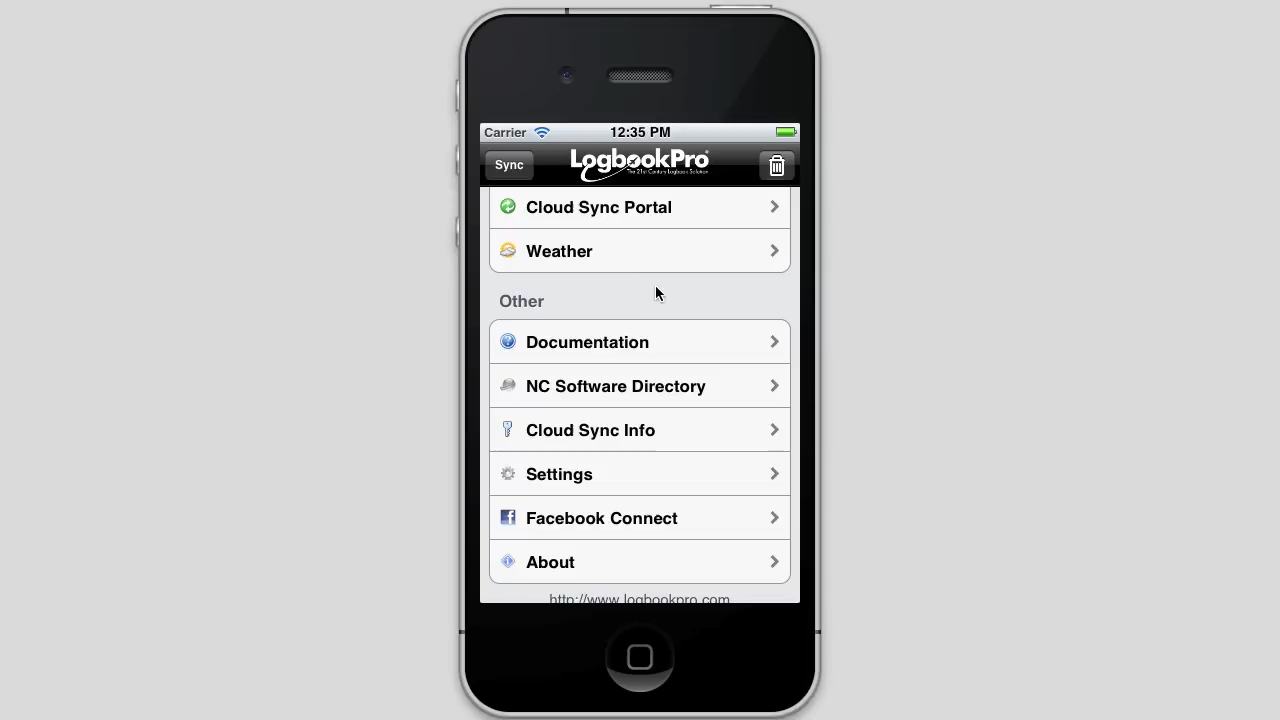 Carrier
12:35 PM
Sync
LogbookPro
The 21st Century Logbook Solution
Cloud Sync Portal
Weather
Other
Documentation
NC Software Directory
Cloud Sync Info
Settings
Facebook Connect
About
http://www.logbookpro.com